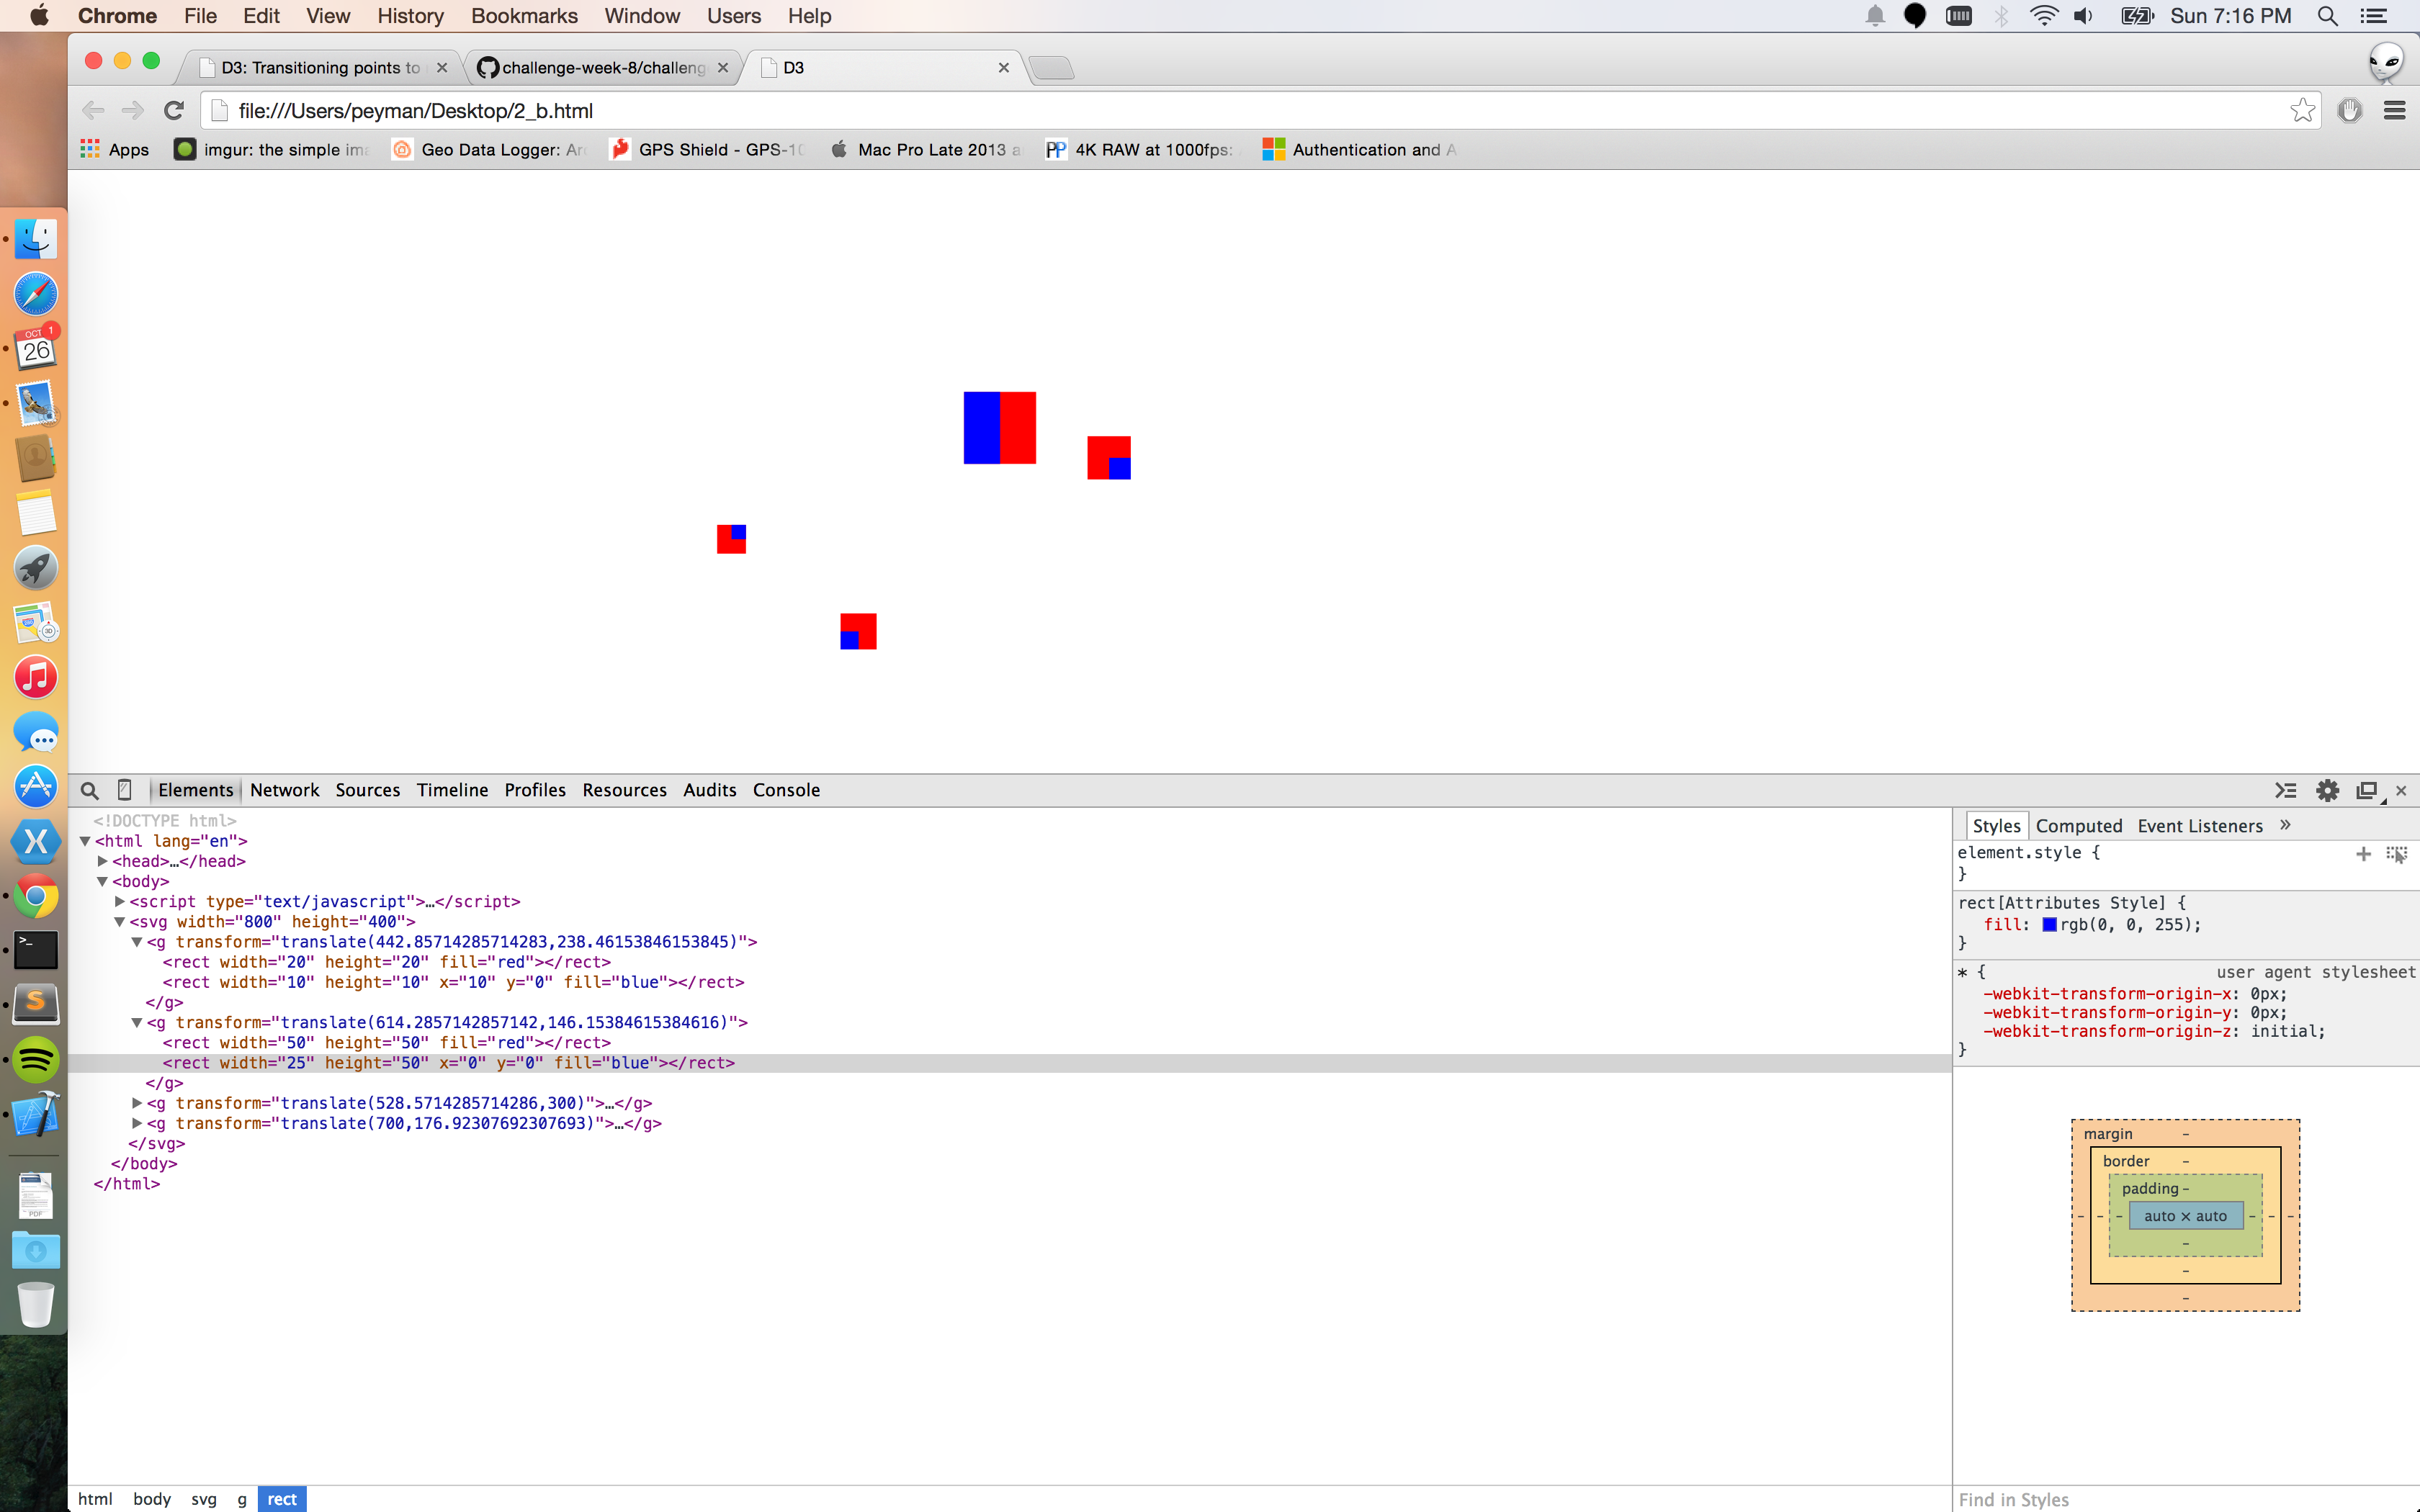 Chrome File Edit View History Bookmarks Window Users Help Sun 7:16 PM
D3: Transitioning points to challenge-week-8/challeng D3
file:///Users/peyman/Desktop/2_b.html
Apps imgur: the simple ima Geo Data Logger: Ar GPS Shield - GPS-10 Mac Pro Late 2013 a PP 4K RAW at 1000fps: Authentication and A
OCT 1
26
Elements Network Sources Timeline Profiles Resources Audits Console
<!DOCTYPE html>
<html lang="en">
<head>…</head>
<body>
<script type="text/javascript">…</script>
<svg width="800" height="400">
<g transform="translate(442.85714285714283,238.46153846153845)">
<rect width="20" height="20" fill="red"></rect>
<rect width="10" height="10" x="10" y="0" fill="blue"></rect>
</g>
<g transform="translate(614.2857142857142,146.15384615384616)">
<rect width="50" height="50" fill="red"></rect>
<rect width="25" height="50" x="0" y="0" fill="blue"></rect>
</g>
<g transform="translate(528.5714285714286,300)">…</g>
<g transform="translate(700,176.92307692307693)">…</g>
</svg>
</body>
</html>
Styles Computed Event Listeners »
element.style {
}
rect[Attributes Style] {
fill: rgb(0, 0, 255);
}
* { user agent stylesheet
-webkit-transform-origin-x: 0px;
-webkit-transform-origin-y: 0px;
-webkit-transform-origin-z: initial;
}
margin -
border -
padding -
- - - auto × auto - - -
-
-
-
PDF
html body svg g rect
Find in Styles